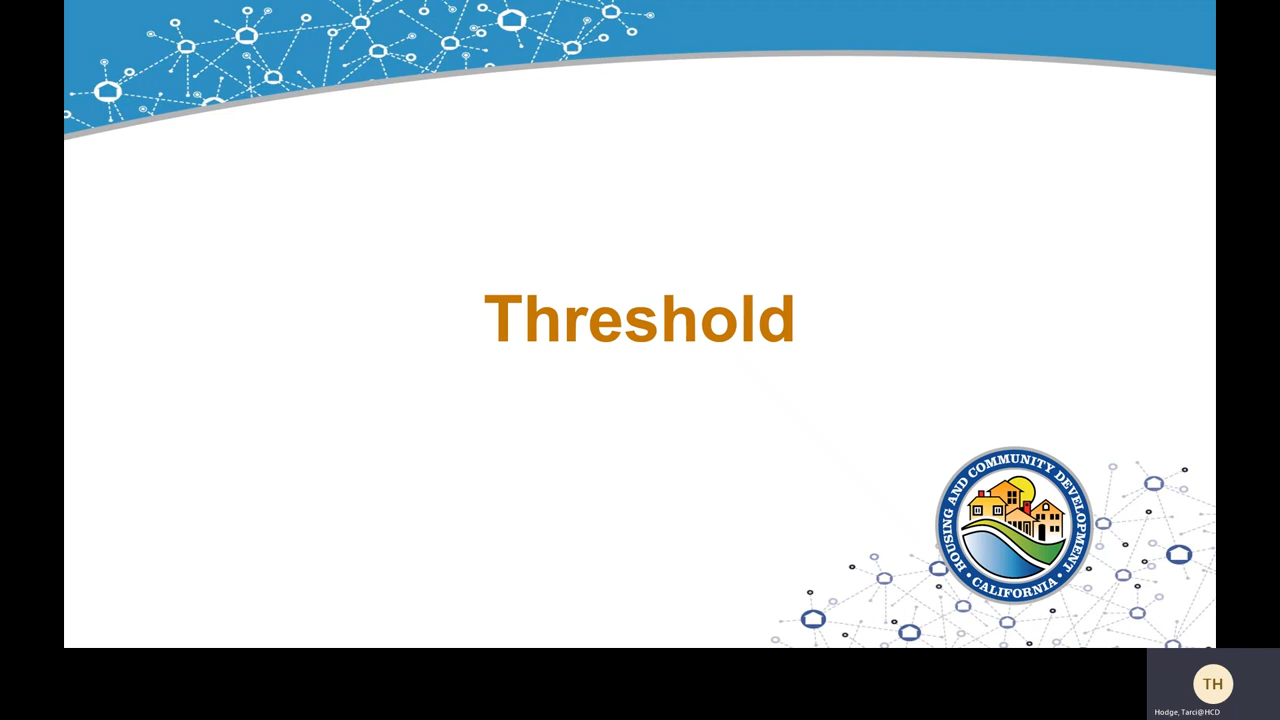 Threshold
HOUSING AND COMMUNITY DEVELOPMENT
• CALIFORNIA •
TH
Hodge, Tarci@HCD